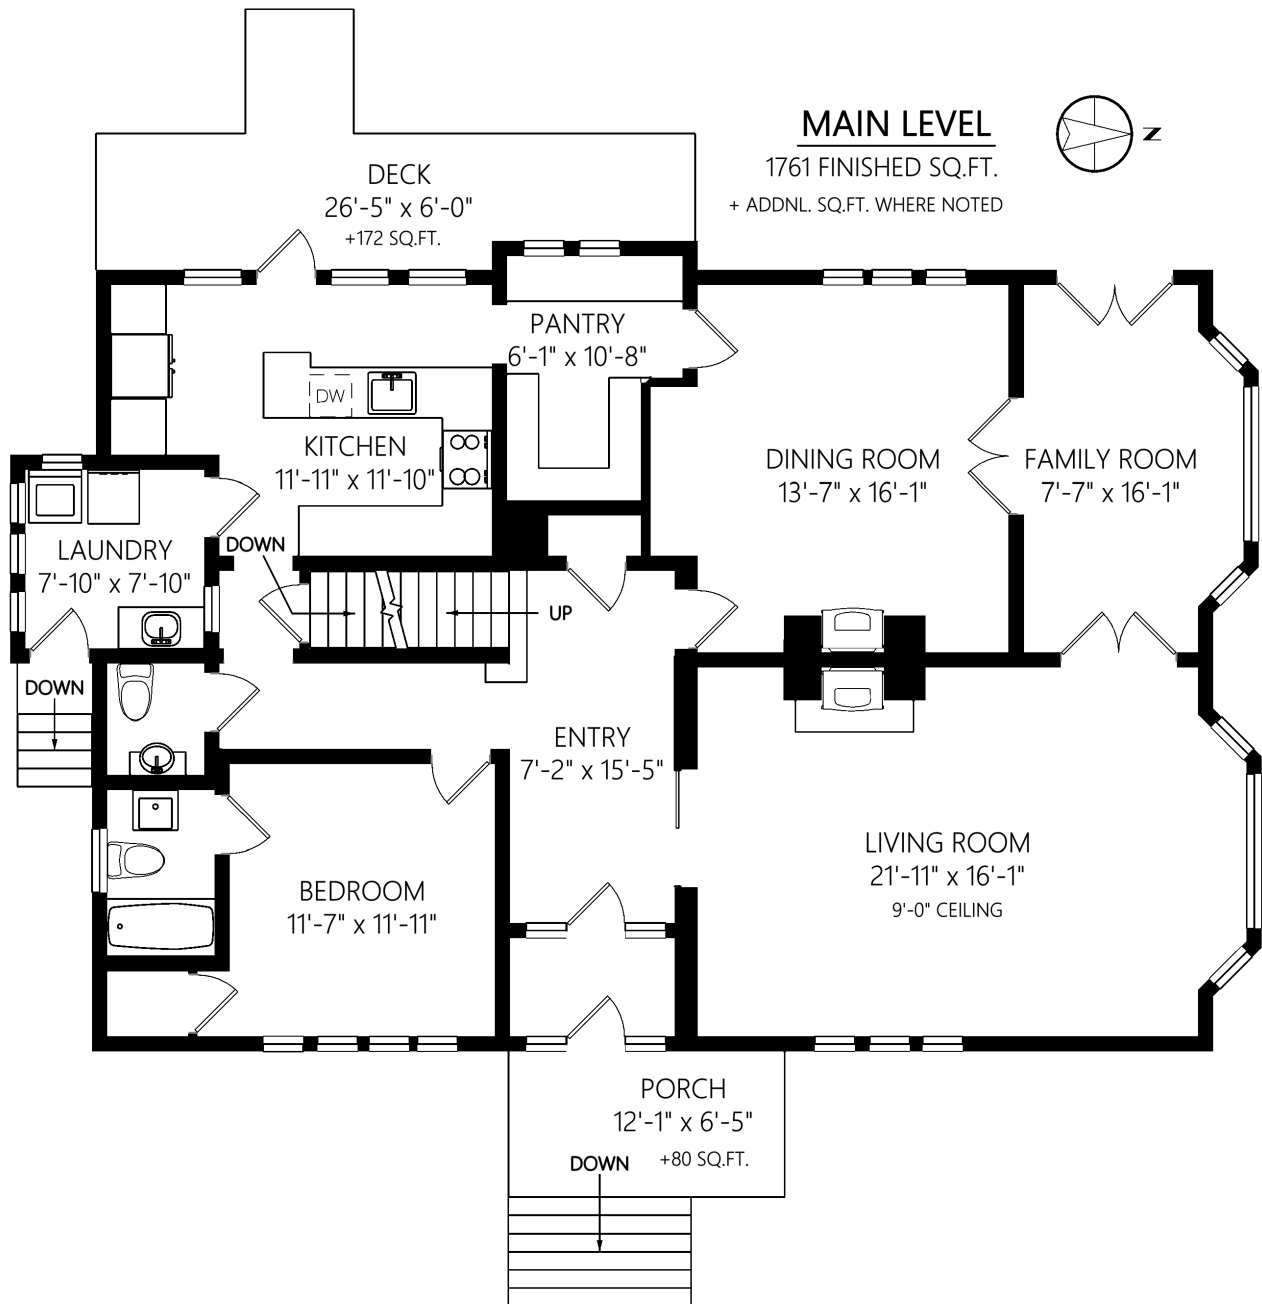 MAIN LEVEL
1761 FINISHED SQ.FT.
+ ADDNL. SQ.FT. WHERE NOTED
N
DECK
26'-5" x 6'-0"
+172 SQ.FT.
PANTRY
6'-1" x 10'-8"
DW
KITCHEN
11'-11" x 11'-10"
DINING ROOM
13'-7" x 16'-1"
FAMILY ROOM
7'-7" x 16'-1"
LAUNDRY
7'-10" x 7'-10"
DOWN
UP
DOWN
ENTRY
7'-2" x 15'-5"
LIVING ROOM
21'-11" x 16'-1"
9'-0" CEILING
BEDROOM
11'-7" x 11'-11"
PORCH
12'-1" x 6'-5"
+80 SQ.FT.
DOWN